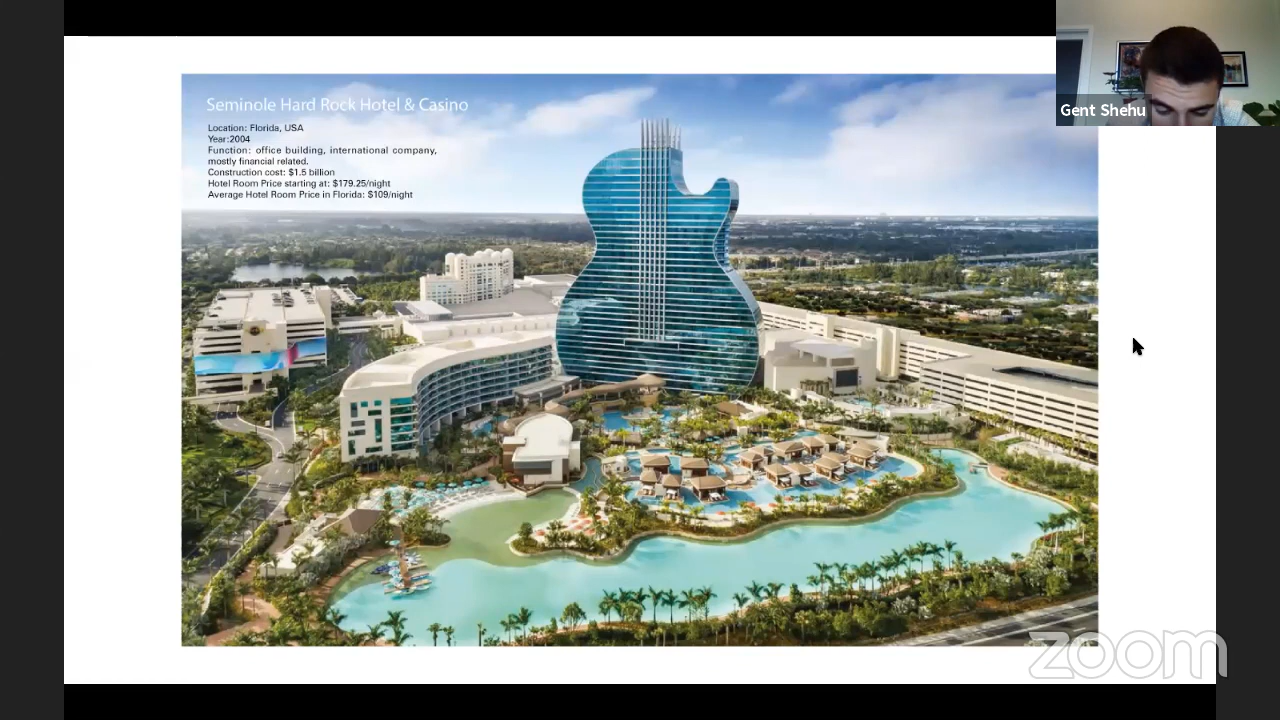 Gent Shehu
Seminole Hard Rock Hotel & Casino
Location: Florida, USA
Year:2004
Function: office building, international company,
mostly financial related.
Construction cost: $1.5 billion
Hotel Room Price starting at: $179.25/night
Average Hotel Room Price in Florida: $109/night
zoom